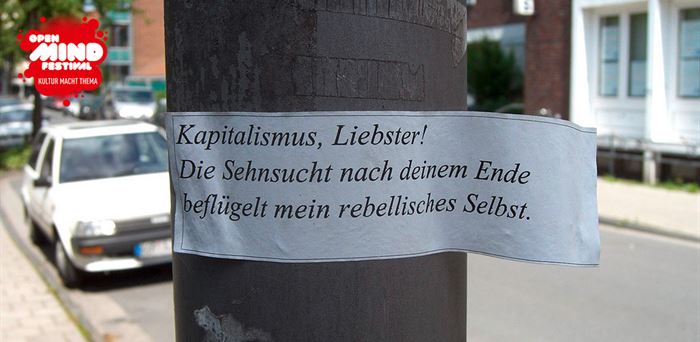 OPEN
MIND
FESTIVAL
KULTUR MACHT THEMA
Kapitalismus, Liebster!
Die Sehnsucht nach deinem Ende
beflügelt mein rebellisches Selbst.